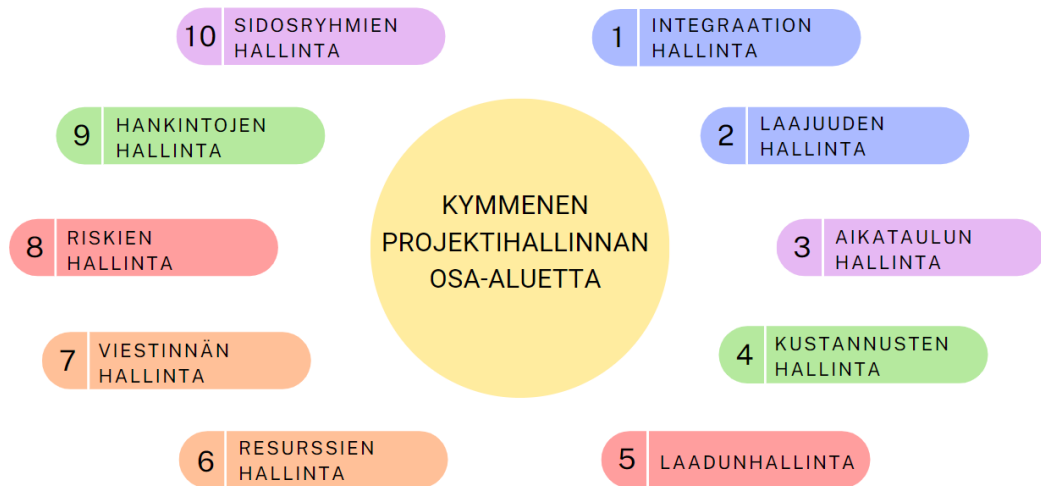 KYMMENEN
PROJEKTIHALLINNAN
OSA-ALUETTA
1
INTEGRAATION
HALLINTA
2
LAAJUUDEN
HALLINTA
3
AIKATAULUN
HALLINTA
4
KUSTANNUSTEN
HALLINTA
5
LAADUNHALLINTA
6
RESURSSIEN
HALLINTA
7
VIESTINNÄN
HALLINTA
8
RISKIEN
HALLINTA
9
HANKINTOJEN
HALLINTA
10
SIDOSRYHMIEN
HALLINTA